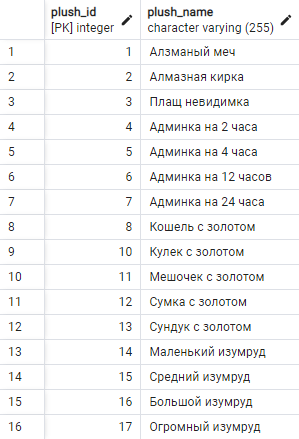 plush_id plush_name
[PK] integer character varying (255)
1 1 Алзманый меч
2 2 Алмазная кирка
3 3 Плащ невидимка
4 4 Админка на 2 часа
5 5 Админка на 4 часа
6 6 Админка на 12 часов
7 7 Админка на 24 часа
8 8 Кошель с золотом
9 10 Кулек с золотом
10 11 Мешочек с золотом
11 12 Сумка с золотом
12 13 Сундук с золотом
13 14 Маленький изумруд
14 15 Средний изумруд
15 16 Большой изумруд
16 17 Огромный изумруд